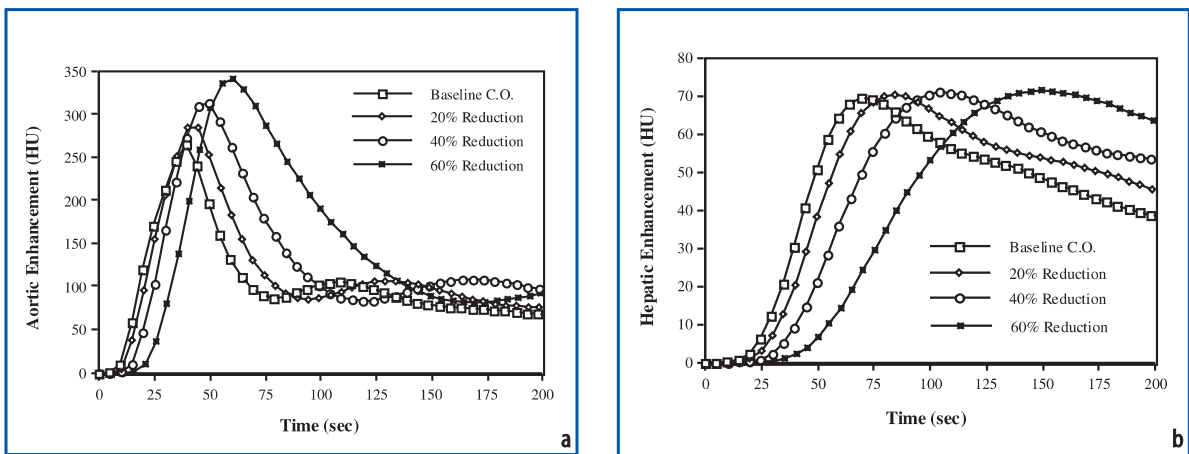 350
300
250
200
150
100
50
0
Aortic Enhancement (HU)
Baseline C.O.
20% Reduction
40% Reduction
60% Reduction
0 25 50 75 100 125 150 175 200
Time (sec)
a
80
70
60
50
40
30
20
10
0
Hepatic Enhancement (HU)
Baseline C.O.
20% Reduction
40% Reduction
60% Reduction
0 25 50 75 100 125 150 175 200
Time (sec)
b